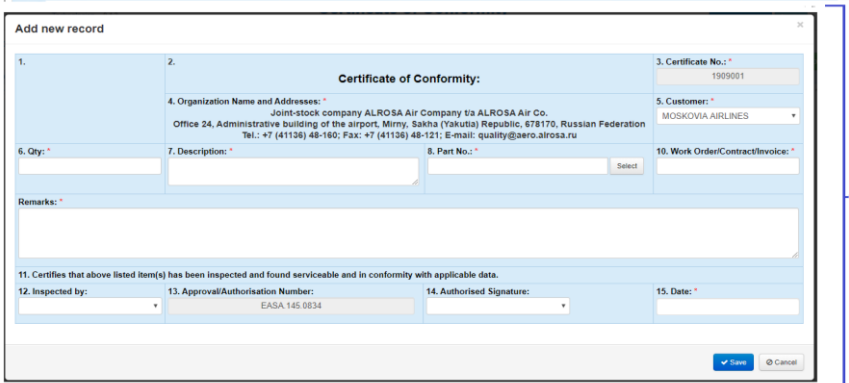 Add new record
×
1.
2.
Certificate of Conformity:
3. Certificate No.: *
1909001
4. Organization Name and Addresses: *
Joint-stock company ALROSA Air Company t/a ALROSA Air Co.
Office 24, Administrative building of the airport, Mirny, Sakha (Yakutia) Republic, 678170, Russian Federation
Tel.: +7 (41136) 48-160; Fax: +7 (41136) 48-121; E-mail: quality@aero.alrosa.ru
5. Customer: *
MOSKOVIA AIRLINES
6. Qty: *
7. Description: *
8. Part No.: *
Select
10. Work Order/Contract/Invoice: *
Remarks: *
11. Certifies that above listed item(s) has been inspected and found serviceable and in conformity with applicable data.
12. Inspected by:
13. Approval/Authorisation Number:
EASA.145.0834
14. Authorised Signature:
15. Date: *
Save
Cancel